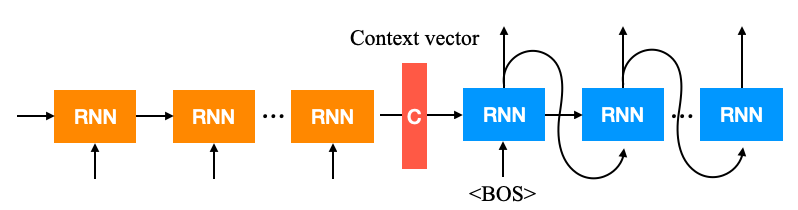 Context vector
RNN
RNN
...
RNN
C
RNN
RNN
...
RNN
<BOS>